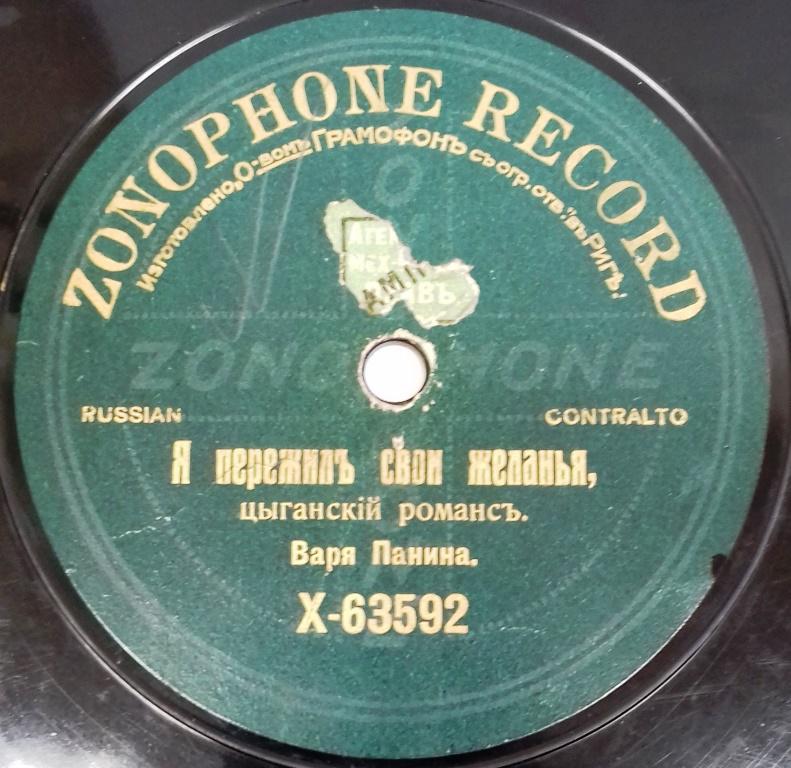 ZONOPHONE RECORD
Изготовлено „О-вомъ ГРАМОФОНЪ съ огр. отв.“ въ Ригѣ.
АМП
ZONOPHONE
RUSSIAN CONTRALTO
Я пережилъ свои желанья,
цыганскій романсъ.
Варя Панина.
X-63592